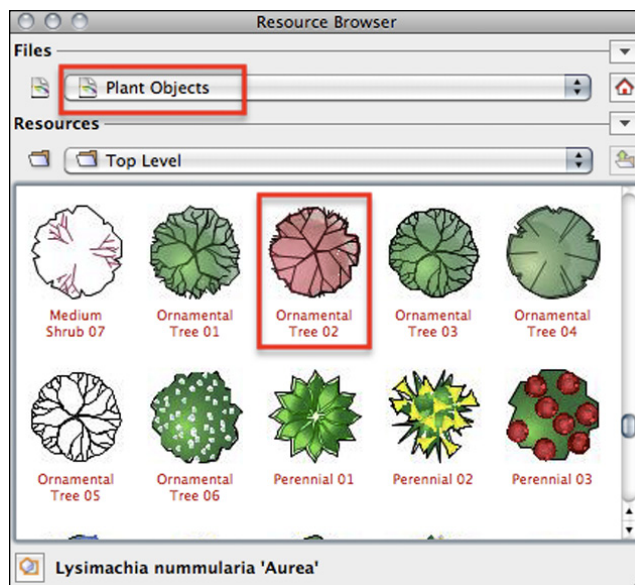 Resource Browser
Files
Plant Objects
Resources
Top Level
Medium
Shrub 07
Ornamental
Tree 01
Ornamental
Tree 02
Ornamental
Tree 03
Ornamental
Tree 04
Ornamental
Tree 05
Ornamental
Tree 06
Perennial 01
Perennial 02
Perennial 03
Lysimachia nummularia 'Aurea'